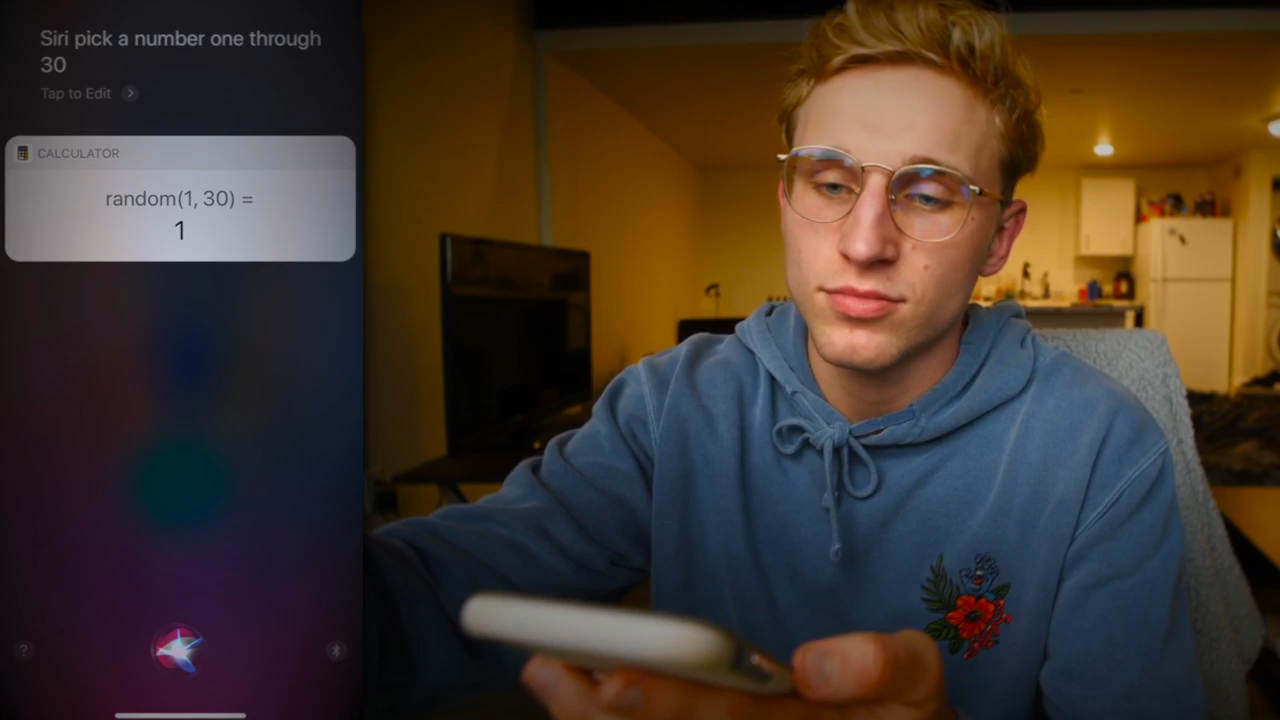 Siri pick a number one through
30
Tap to Edit
CALCULATOR
random(1, 30) =
1
?